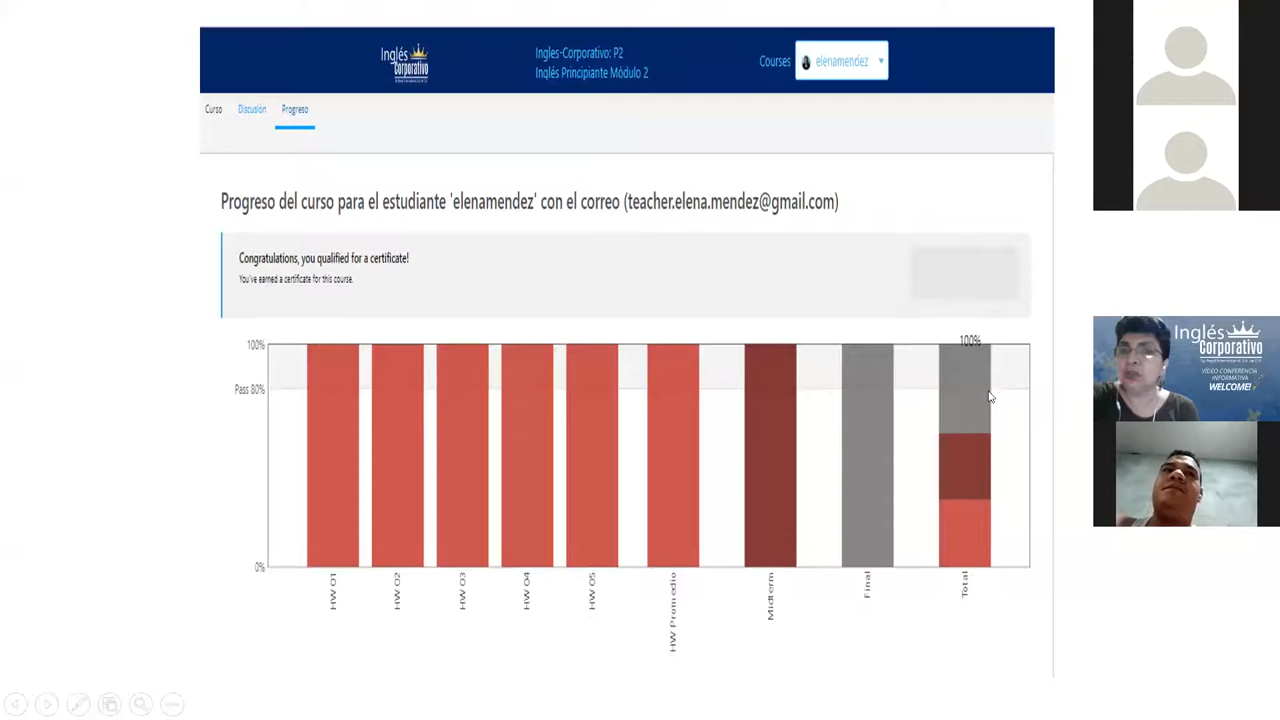 Inglés
Corporativo
Ingles-Corporativo: P2
Inglés Principiante Módulo 2
Courses
elenamendez
Curso
Discusión
Progreso
Progreso del curso para el estudiante 'elenamendez' con el correo (teacher.elena.mendez@gmail.com)
Congratulations, you qualified for a certificate!
You've earned a certificate for this course.
100%
100%
Pass 80%
0%
HW 01
HW 02
HW 03
HW 04
HW 05
HW Promedio
Midterm
Final
Total
Inglés
Corporativo
VÍDEO CONFERENCIA
INFORMATIVA
WELCOME!